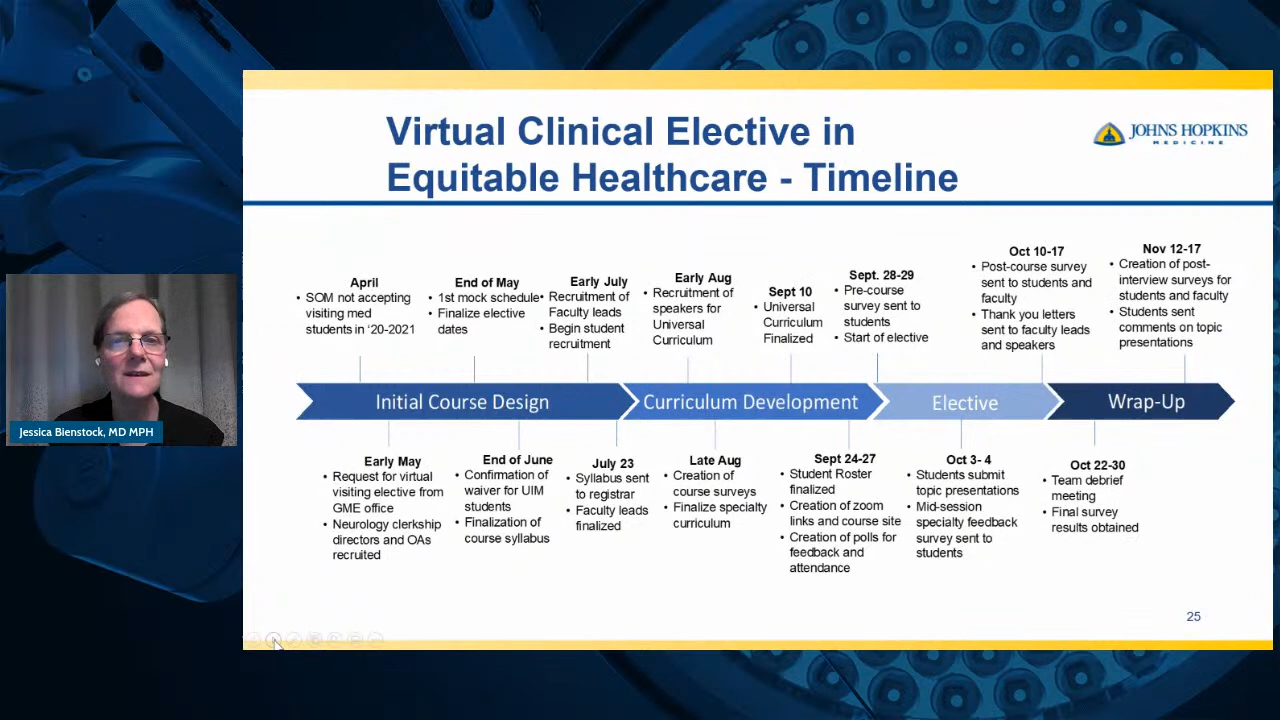 Virtual Clinical Elective in
Equitable Healthcare - Timeline
JOHNS HOPKINS
MEDICINE
April
• SOM not accepting
visiting med
students in ‘20-2021
End of May
• 1st mock schedule
• Finalize elective
dates
Early July
• Recruitment of
Faculty leads
• Begin student
recruitment
Early Aug
• Recruitment of
speakers for
Universal
Curriculum
Sept 10
• Universal
Curriculum
Finalized
Sept. 28-29
• Pre-course
survey sent to
students
• Start of elective
Oct 10-17
• Post-course survey
sent to students and
faculty
• Thank you letters
sent to faculty leads
and speakers
Nov 12-17
• Creation of post-
interview surveys for
students and faculty
• Students sent
comments on topic
presentations
Initial Course Design
Curriculum Development
Elective
Wrap-Up
Early May
• Request for virtual
visiting elective from
GME office
• Neurology clerkship
directors and OAs
recruited
End of June
• Confirmation of
waiver for UIM
students
• Finalization of
course syllabus
July 23
• Syllabus sent
to registrar
• Faculty leads
finalized
Late Aug
• Creation of
course surveys
• Finalize specialty
curriculum
Sept 24-27
• Student Roster
finalized
• Creation of zoom
links and course site
• Creation of polls for
feedback and
attendance
Oct 3- 4
• Students submit
topic presentations
• Mid-session
specialty feedback
survey sent to
students
Oct 22-30
• Team debrief
meeting
• Final survey
results obtained
25
Jessica Bienstock, MD MPH